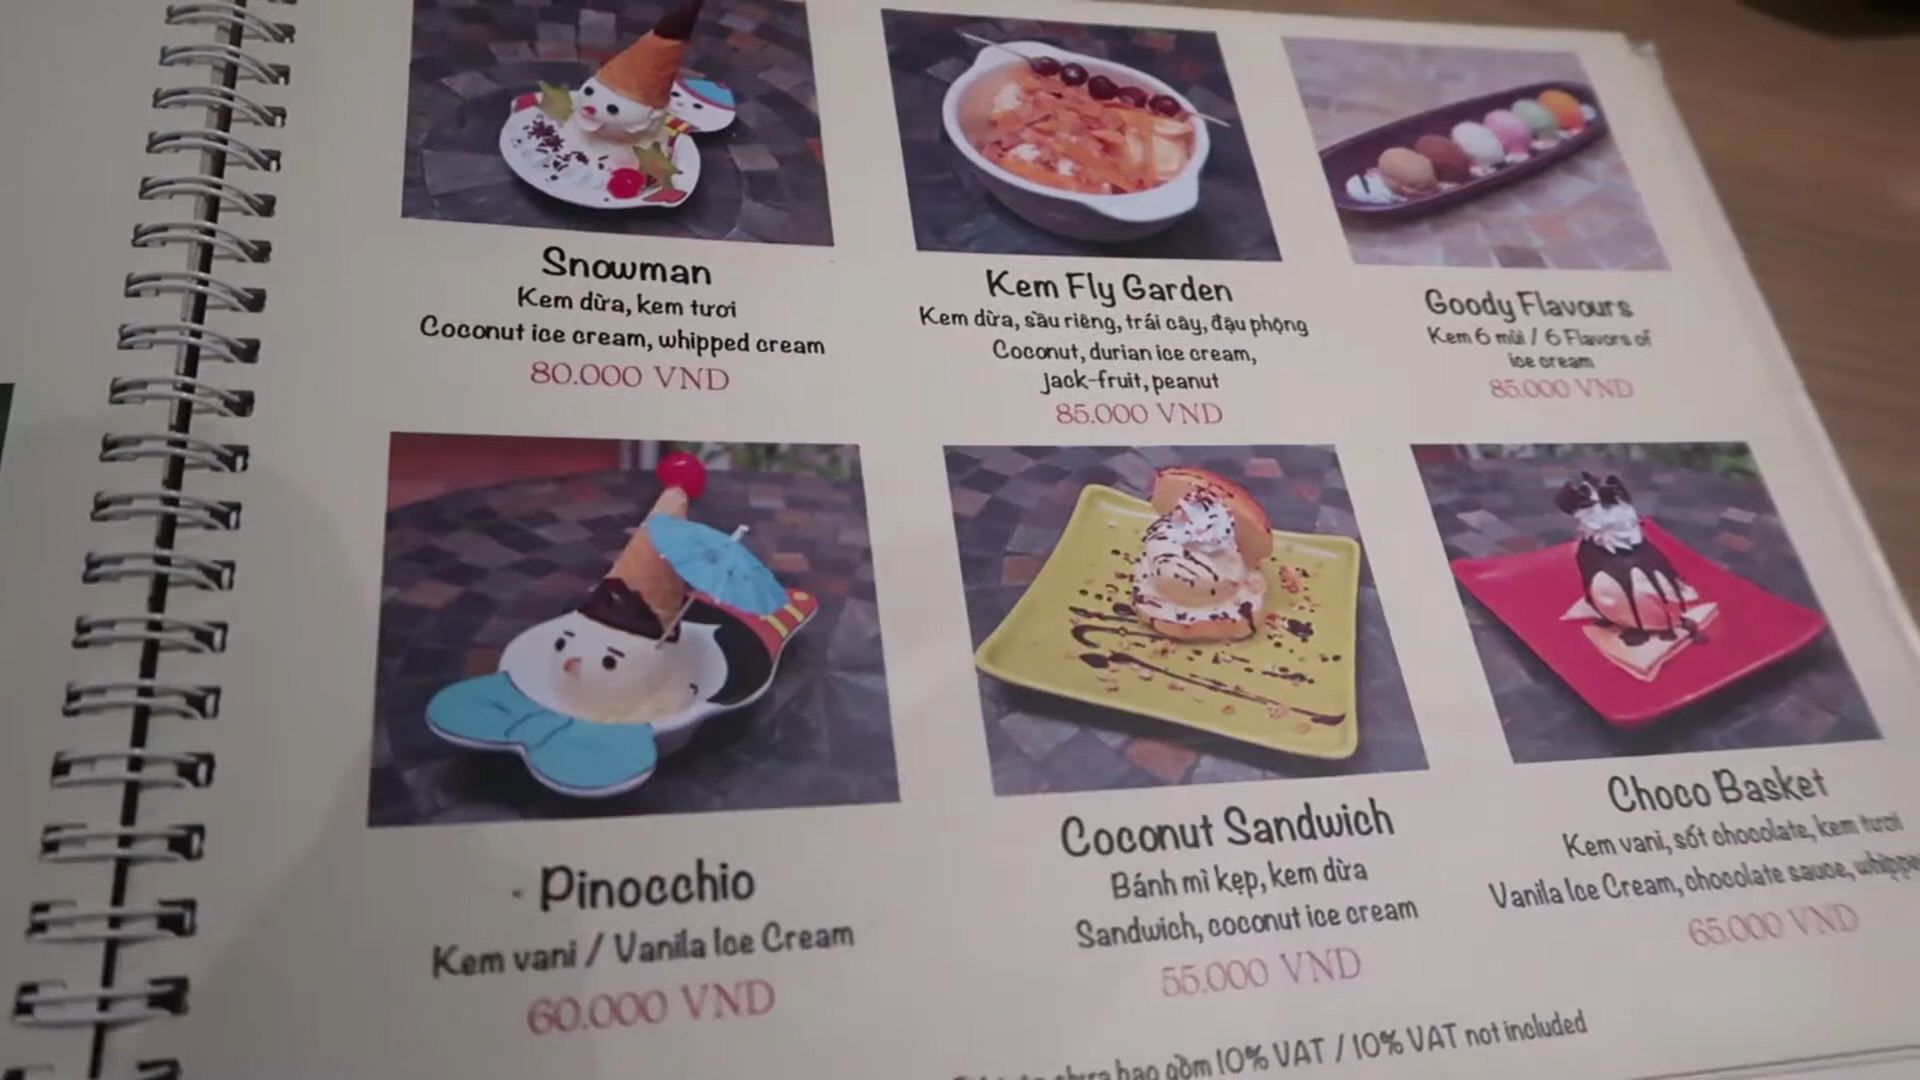 Snowman
Kem dừa, kem tươi
Coconut ice cream, whipped cream
80.000 VND
Kem Fly Garden
Kem dừa, sầu riêng, trái cây, đậu phộng
Coconut, durian ice cream,
jack-fruit, peanut
85.000 VND
Goody Flavours
Kem 6 mùi / 6 Flavors of
ice cream
85.000 VND
Pinocchio
Kem vani / Vanila Ice Cream
60.000 VND
Coconut Sandwich
Bánh mì kẹp, kem dừa
Sandwich, coconut ice cream
55.000 VND
Choco Basket
Kem vani, sốt chocolate, kem tươi
Vanila Ice Cream, chocolate sauce,
65.000 VND
bao gồm 10% VAT / 10% VAT not included